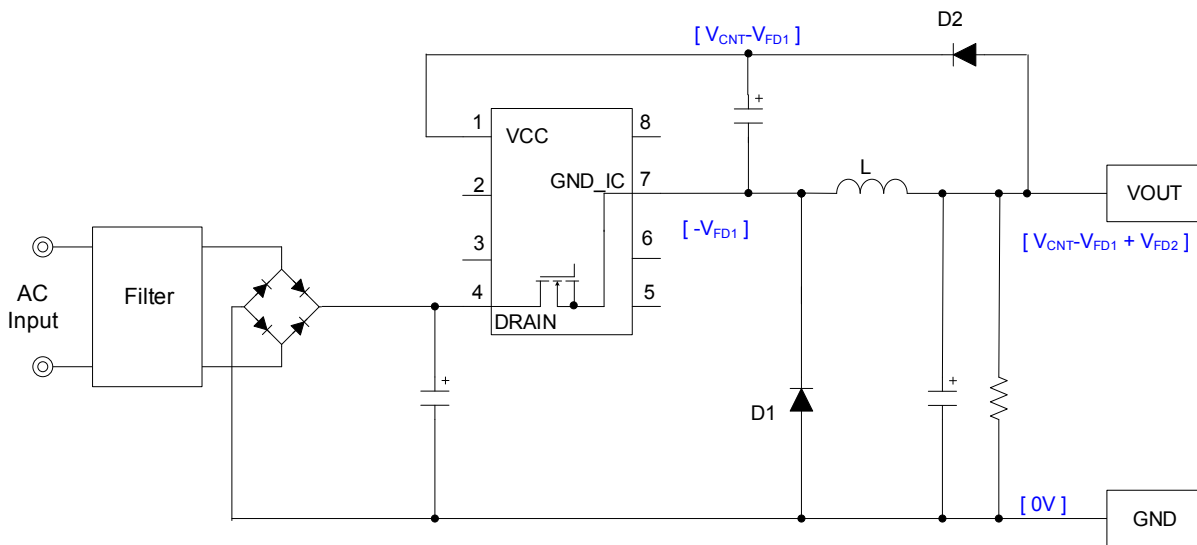 D2
[ VCNT-VFD1 ]
1
VCC
8
2
GND_IC
7
L
VOUT
[ -VFD1 ]
[ VCNT-VFD1 + VFD2 ]
3
6
AC
Input
Filter
4
DRAIN
5
+
+
+
D1
[ 0V ]
GND